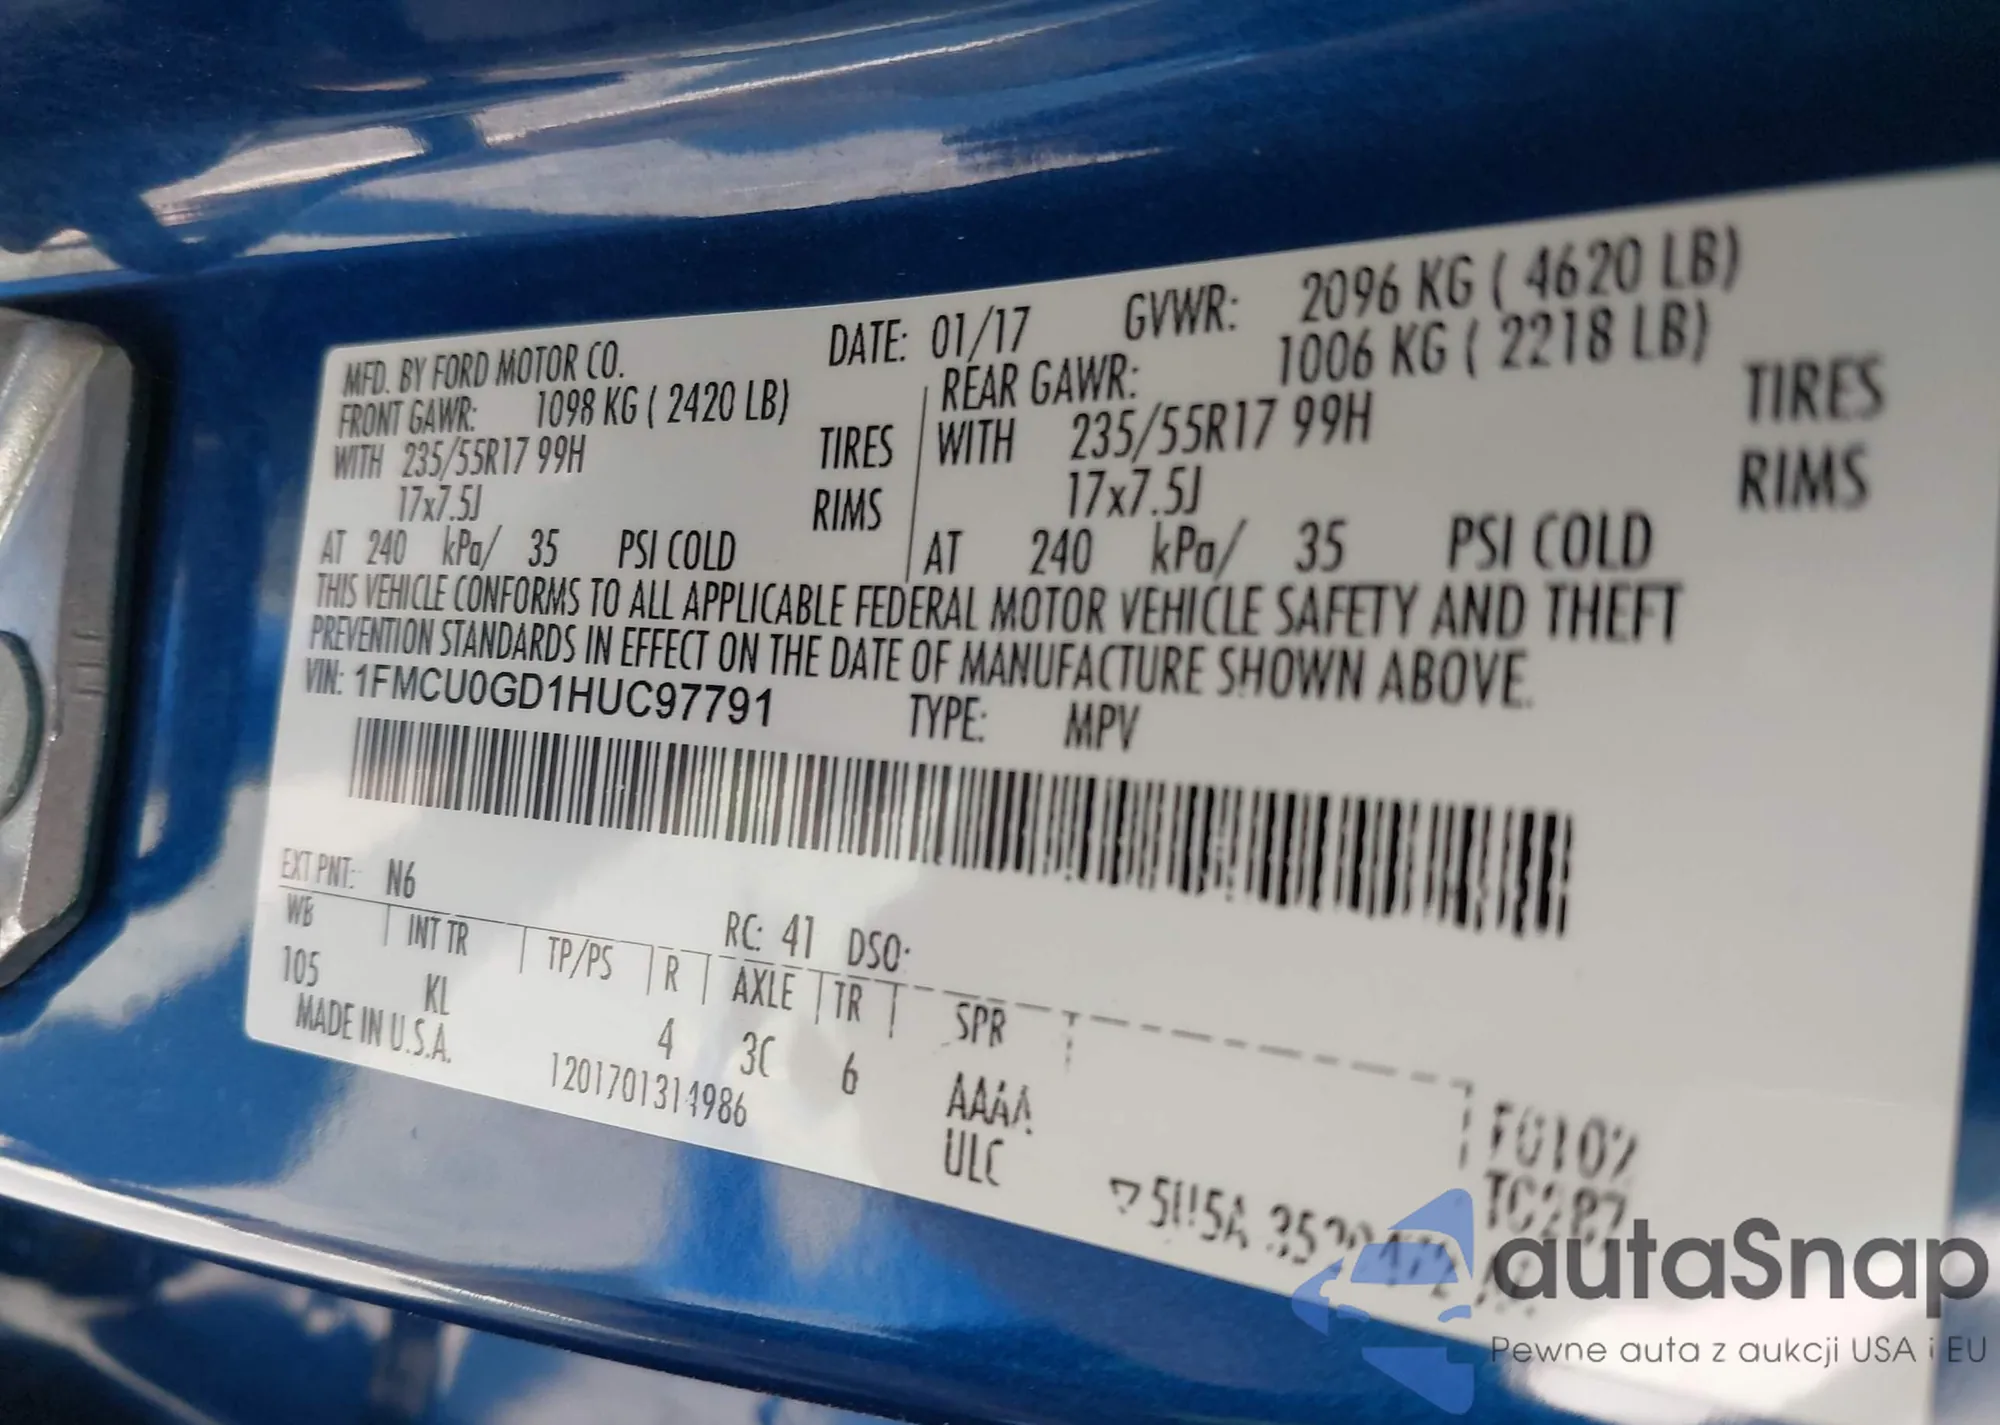 MFD. BY FORD MOTOR CO. DATE: 01/17 GVWR: 2096 KG ( 4620 LB)
FRONT GAWR: 1098 KG ( 2420 LB) REAR GAWR: 1006 KG ( 2218 LB)
WITH 235/55R17 99H TIRES WITH 235/55R17 99H TIRES
17x7.5J RIMS 17x7.5J RIMS
AT 240 kPa/ 35 PSI COLD AT 240 kPa/ 35 PSI COLD
THIS VEHICLE CONFORMS TO ALL APPLICABLE FEDERAL MOTOR VEHICLE SAFETY AND THEFT
PREVENTION STANDARDS IN EFFECT ON THE DATE OF MANUFACTURE SHOWN ABOVE.
VIN: 1FMCU0GD1HUC97791 TYPE: MPV
EXT PNT: N6 RC: 41 DSO:
WB INT TR TP/PS R AXLE TR SPR
105 KL 4 3C 6 AAAA
MADE IN U.S.A. 1201701314986 ULC
autaSnap
Pewne auta z aukcji USA i EU